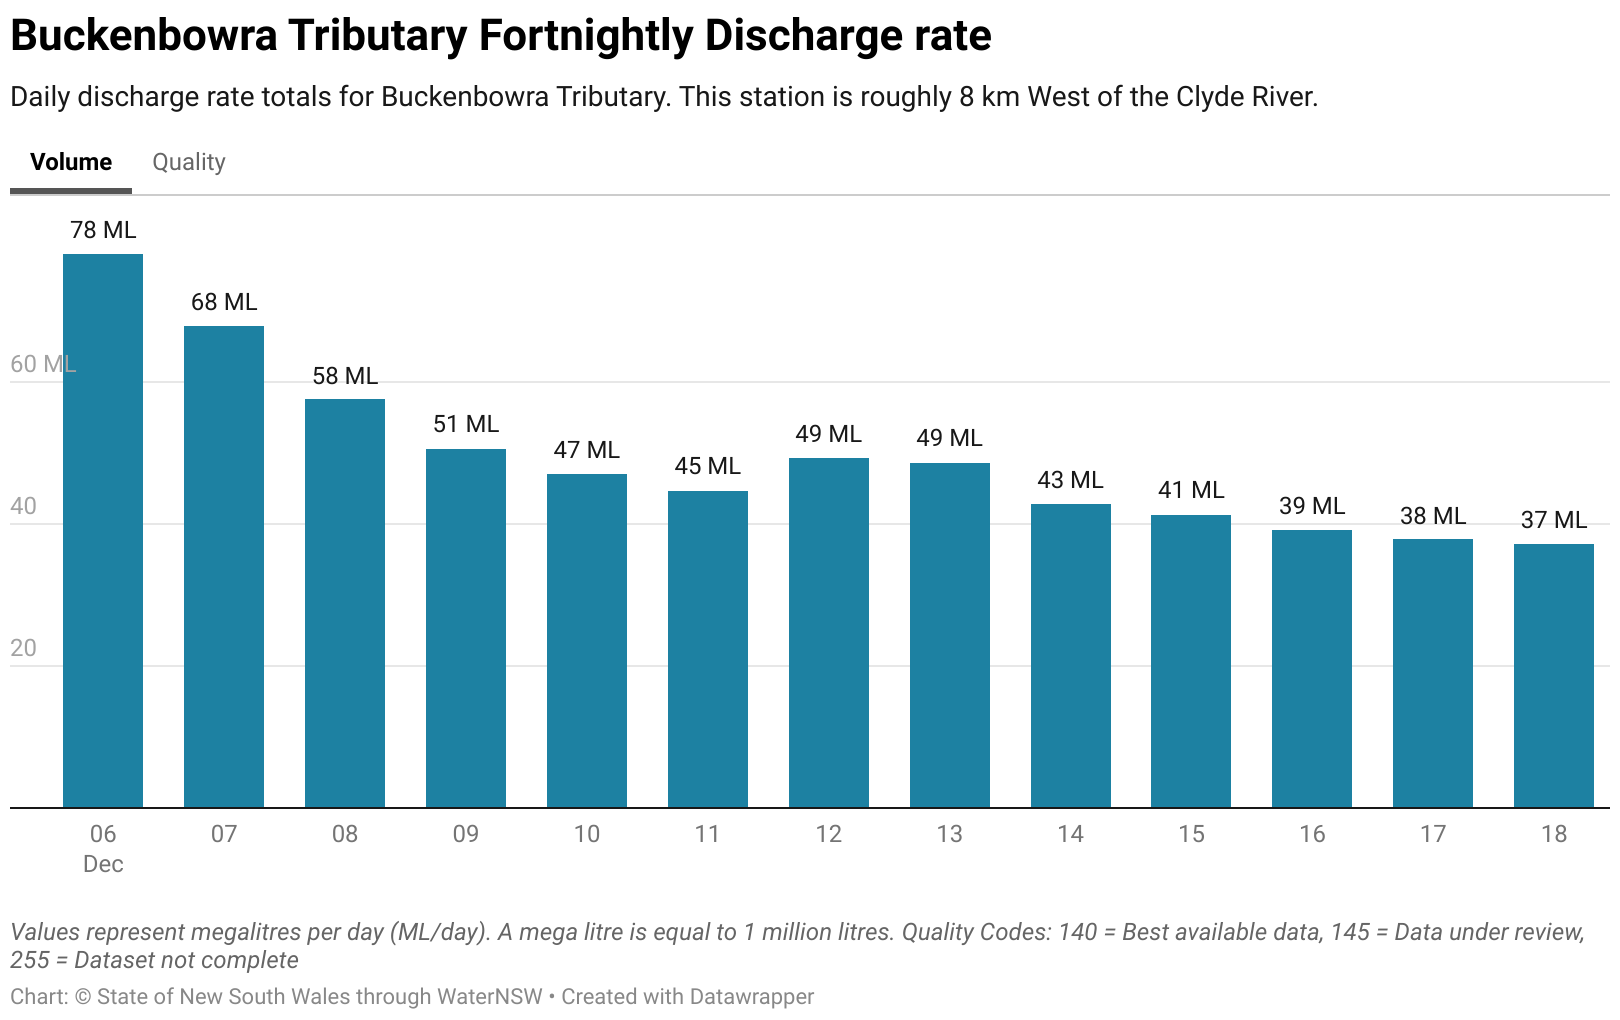 Buckenbowra Tributary Fortnightly Discharge rate
Daily discharge rate totals for Buckenbowra Tributary. This station is roughly 8 km West of the Clyde River.
Volume Quality
78 ML
68 ML
60 ML
58 ML
51 ML
47 ML
45 ML
49 ML
49 ML
43 ML
41 ML
39 ML
38 ML
37 ML
40
20
06 07 08 09 10 11 12 13 14 15 16 17 18
Dec
Values represent megalitres per day (ML/day). A mega litre is equal to 1 million litres. Quality Codes: 140 = Best available data, 145 = Data under review,
255 = Dataset not complete
Chart: © State of New South Wales through WaterNSW • Created with Datawrapper